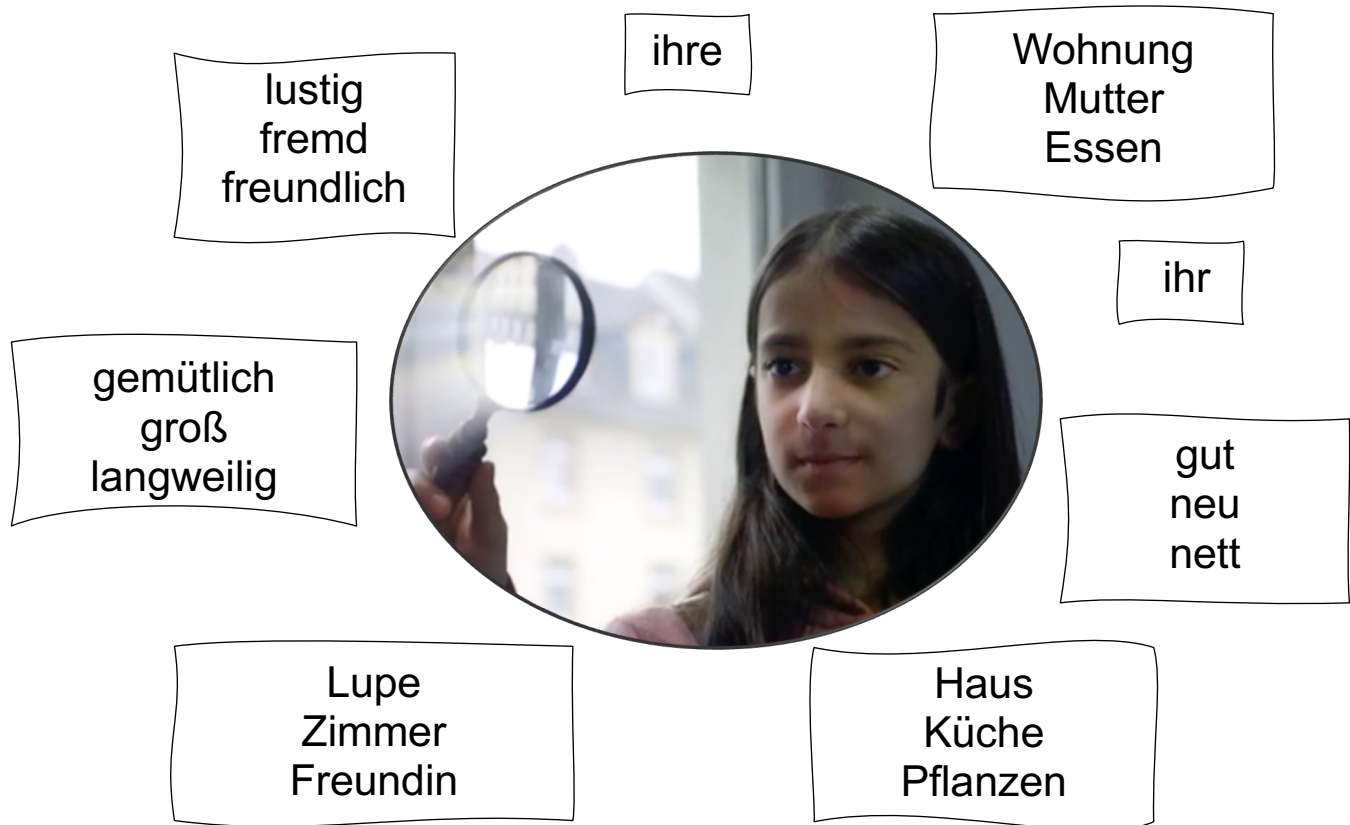 ihre
Wohnung
Mutter
Essen
lustig
fremd
freundlich
ihr
gemütlich
groß
langweilig
gut
neu
nett
Lupe
Zimmer
Freundin
Haus
Küche
Pflanzen